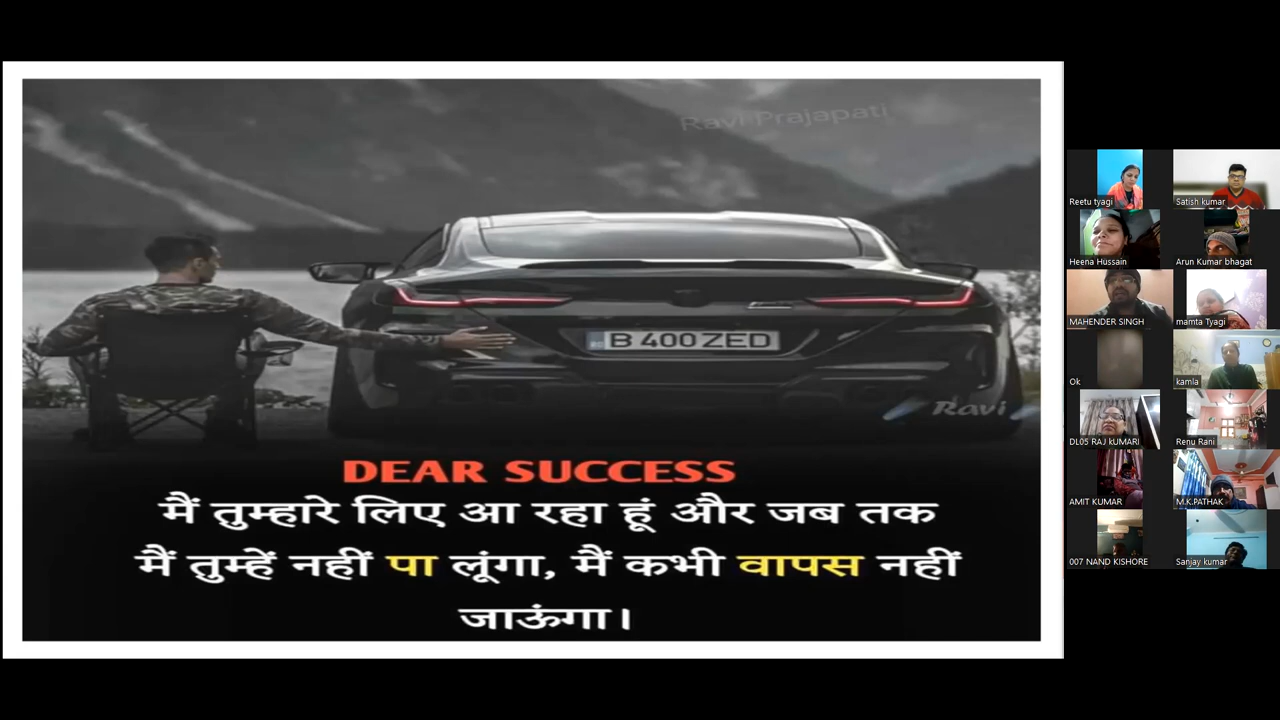 Ravi Prajapati
B 400 ZED
Ravi
DEAR SUCCESS
मैं तुम्हारे लिए आ रहा हूं और जब तक
मैं तुम्हें नहीं पा लूंगा, मैं कभी वापस नहीं
जाऊंगा।
Reetu tyagi
Satish kumar
Heena Hussain
Arun Kumar bhagat
MAHENDER SINGH
mamta Tyagi
Ok
kamla
DL05 RAJ kUMARI
Renu Rani
AMIT KUMAR
M.K.PATHAK
007 NAND KISHORE
Sanjay kumar